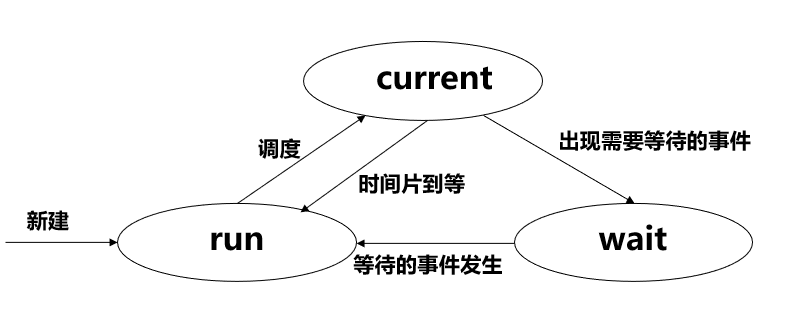 current
调度
出现需要等待的事件
时间片到等
新建
run
wait
等待的事件发生